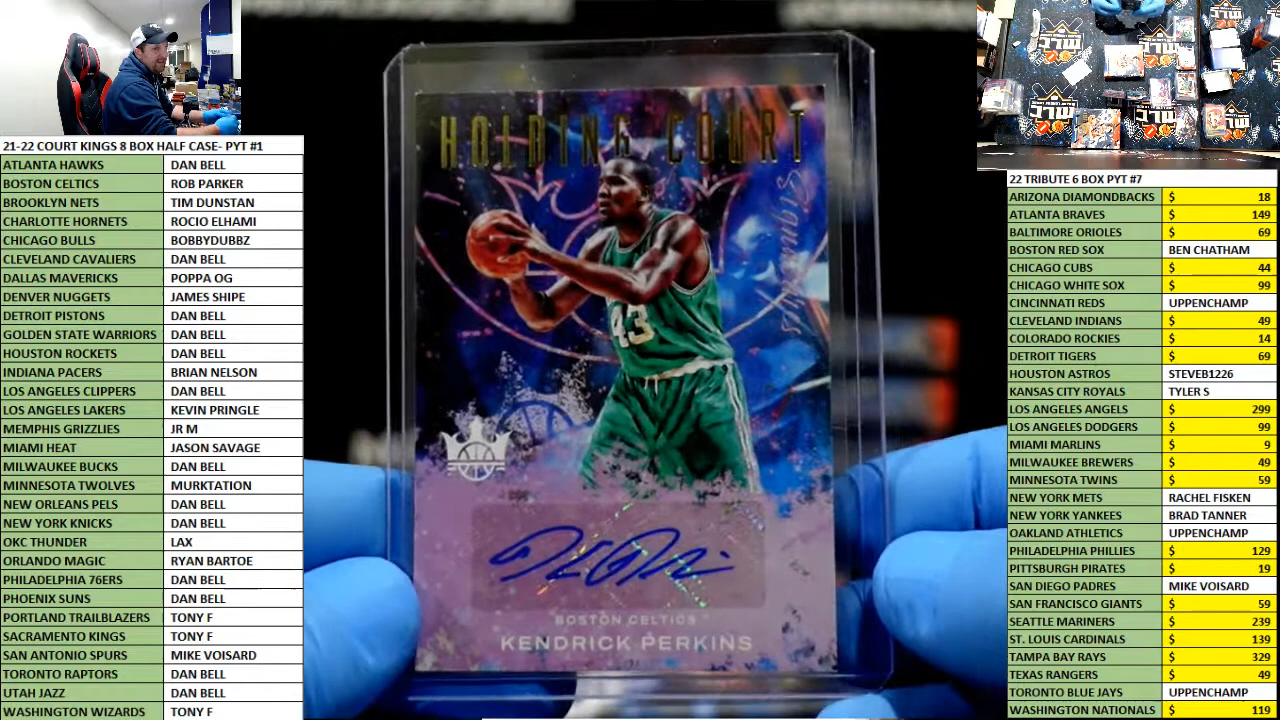 21-22 COURT KINGS 8 BOX HALF CASE- PYT #1
ATLANTA HAWKS DAN BELL
BOSTON CELTICS ROB PARKER
BROOKLYN NETS TIM DUNSTAN
CHARLOTTE HORNETS ROCIO ELHAMI
CHICAGO BULLS BOBBYDUBBZ
CLEVELAND CAVALIERS DAN BELL
DALLAS MAVERICKS POPPA OG
DENVER NUGGETS JAMES SHIPE
DETROIT PISTONS DAN BELL
GOLDEN STATE WARRIORS DAN BELL
HOUSTON ROCKETS DAN BELL
INDIANA PACERS BRIAN NELSON
LOS ANGELES CLIPPERS DAN BELL
LOS ANGELES LAKERS KEVIN PRINGLE
MEMPHIS GRIZZLIES JR M
MIAMI HEAT JASON SAVAGE
MILWAUKEE BUCKS DAN BELL
MINNESOTA TWOLVES MURKTATION
NEW ORLEANS PELS DAN BELL
NEW YORK KNICKS DAN BELL
OKC THUNDER LAX
ORLANDO MAGIC RYAN BARTOE
PHILADELPHIA 76ERS DAN BELL
PHOENIX SUNS DAN BELL
PORTLAND TRAILBLAZERS TONY F
SACRAMENTO KINGS TONY F
SAN ANTONIO SPURS MIKE VOISARD
TORONTO RAPTORS DAN BELL
UTAH JAZZ DAN BELL
WASHINGTON WIZARDS TONY F
HOLDING COURT
Signatures
43
BOSTON CELTICS
KENDRICK PERKINS
22 TRIBUTE 6 BOX PYT #7
ARIZONA DIAMONDBACKS $ 18
ATLANTA BRAVES $ 149
BALTIMORE ORIOLES $ 69
BOSTON RED SOX BEN CHATHAM
CHICAGO CUBS $ 44
CHICAGO WHITE SOX $ 99
CINCINNATI REDS UPPENCHAMP
CLEVELAND INDIANS $ 49
COLORADO ROCKIES $ 14
DETROIT TIGERS $ 69
HOUSTON ASTROS STEVEB1226
KANSAS CITY ROYALS TYLER S
LOS ANGELES ANGELS $ 299
LOS ANGELES DODGERS $ 99
MIAMI MARLINS $ 9
MILWAUKEE BREWERS $ 49
MINNESOTA TWINS $ 59
NEW YORK METS RACHEL FISKEN
NEW YORK YANKEES BRAD TANNER
OAKLAND ATHLETICS UPPENCHAMP
PHILADELPHIA PHILLIES $ 129
PITTSBURGH PIRATES $ 19
SAN DIEGO PADRES MIKE VOISARD
SAN FRANCISCO GIANTS $ 59
SEATTLE MARINERS $ 239
ST. LOUIS CARDINALS $ 139
TAMPA BAY RAYS $ 329
TEXAS RANGERS $ 49
TORONTO BLUE JAYS UPPENCHAMP
WASHINGTON NATIONALS $ 119